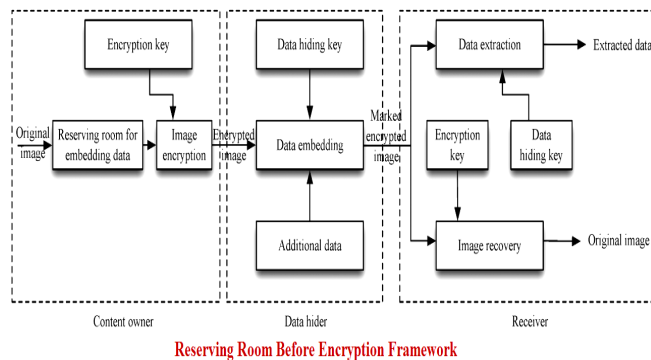 Encryption key
Original
image
Reserving room for
embedding data
Image
encryption
Encrypted
image
Content owner
Data hiding key
Data embedding
Additional data
Data hider
Marked
encrypted
image
Data extraction
Extracted data
Encryption
key
Data
hiding key
Image recovery
Original image
Receiver
Reserving Room Before Encryption Framework